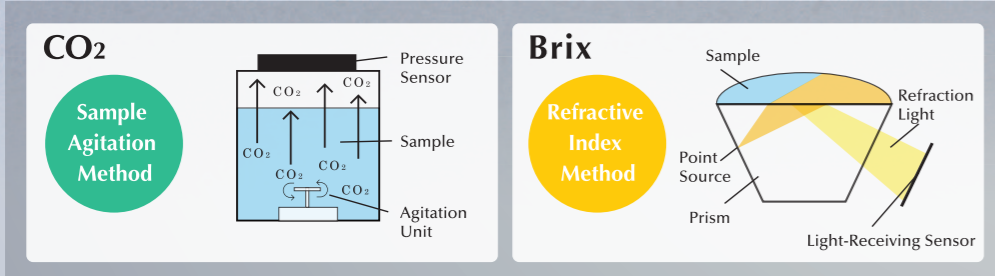 CO2
Sample
Agitation
Method
Pressure
Sensor
CO2
CO2
Sample
CO2
CO2
CO2
CO2
Agitation
Unit
Brix
Refractive
Index
Method
Sample
Refraction
Light
Point
Source
Prism
Light-Receiving Sensor